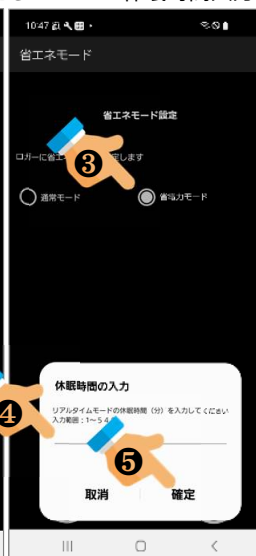 10:47
省エネモード
省エネモード設定
ロガーに省エ 定します
3
通常モード 省電力モード
休眠時間の入力
リアルタイムモードの休眠時間（分）を入力してください
入力範囲：1～54
4
5
取消 確定